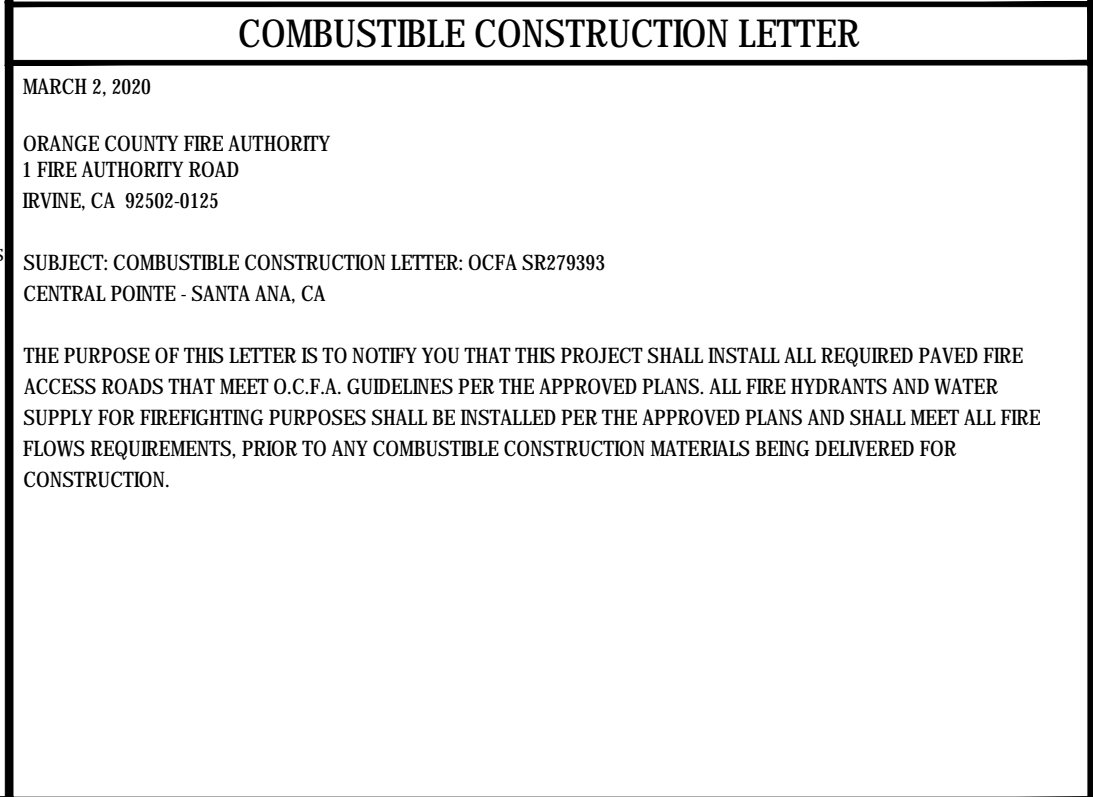 COMBUSTIBLE CONSTRUCTION LETTER
MARCH 2, 2020
ORANGE COUNTY FIRE AUTHORITY
1 FIRE AUTHORITY ROAD
IRVINE, CA 92502-0125
SUBJECT: COMBUSTIBLE CONSTRUCTION LETTER: OCFA SR279393
CENTRAL POINTE - SANTA ANA, CA
THE PURPOSE OF THIS LETTER IS TO NOTIFY YOU THAT THIS PROJECT SHALL INSTALL ALL REQUIRED PAVED FIRE
ACCESS ROADS THAT MEET O.C.F.A. GUIDELINES PER THE APPROVED PLANS. ALL FIRE HYDRANTS AND WATER
SUPPLY FOR FIREFIGHTING PURPOSES SHALL BE INSTALLED PER THE APPROVED PLANS AND SHALL MEET ALL FIRE
FLOWS REQUIREMENTS, PRIOR TO ANY COMBUSTIBLE CONSTRUCTION MATERIALS BEING DELIVERED FOR
CONSTRUCTION.